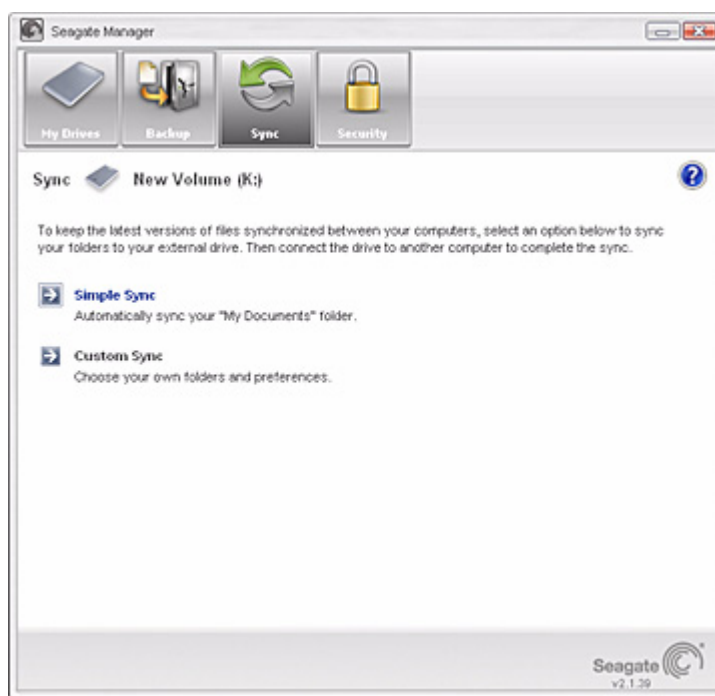 Seagate Manager
My Drives Backup Sync Security
Sync New Volume (K:)
To keep the latest versions of files synchronized between your computers, select an option below to sync
your folders to your external drive. Then connect the drive to another computer to complete the sync.
Simple Sync
Automatically sync your "My Documents" folder.
Custom Sync
Choose your own folders and preferences.
Seagate
v2.1.39